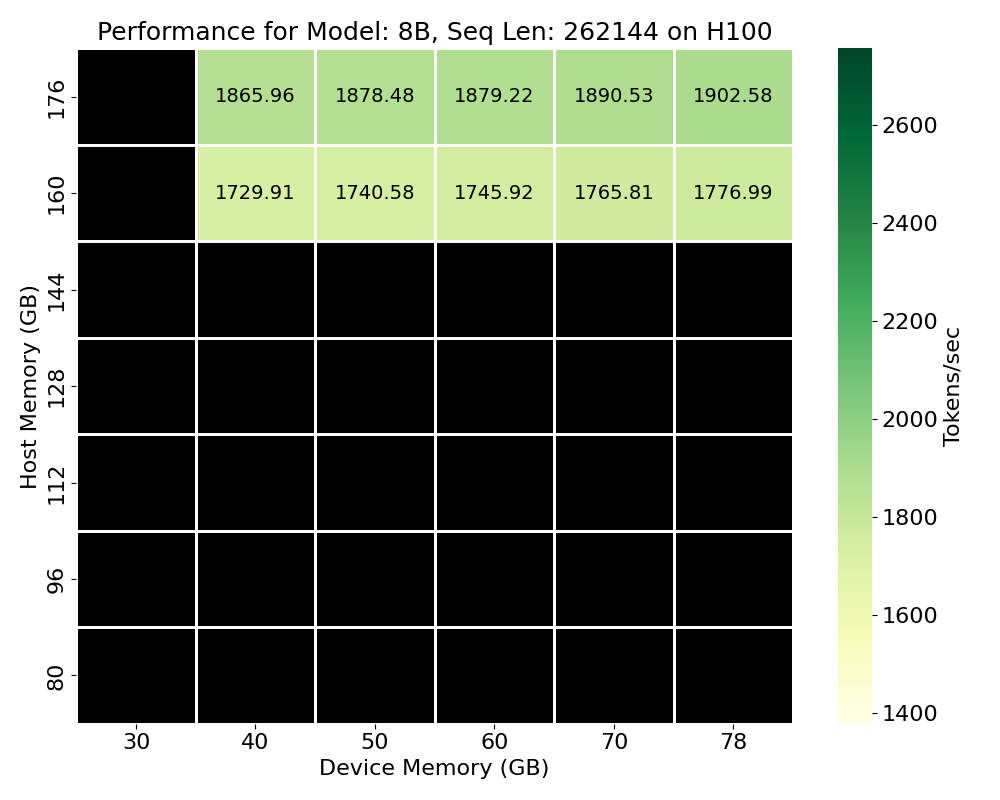 Performance for Model: 8B, Seq Len: 262144 on H100
176
1865.96 1878.48 1879.22 1890.53 1902.58
160
1729.91 1740.58 1745.92 1765.81 1776.99
144
128
112
96
80
Host Memory (GB)
30 40 50 60 70 78
Device Memory (GB)
2600
2400
2200
2000
1800
1600
1400
Tokens/sec